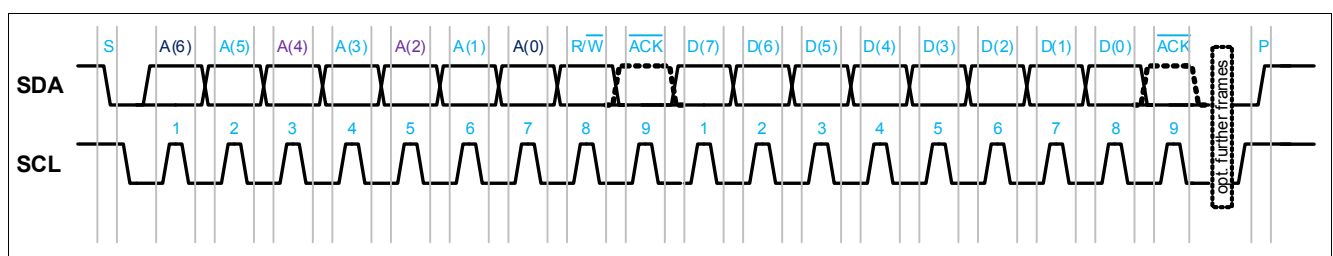 S A(6) A(5) A(4) A(3) A(2) A(1) A(0) R/W̅ A̅C̅K̅ D(7) D(6) D(5) D(4) D(3) D(2) D(1) D(0) A̅C̅K̅ P
SDA
1 2 3 4 5 6 7 8 9 1 2 3 4 5 6 7 8 9
SCL
opt. further frames